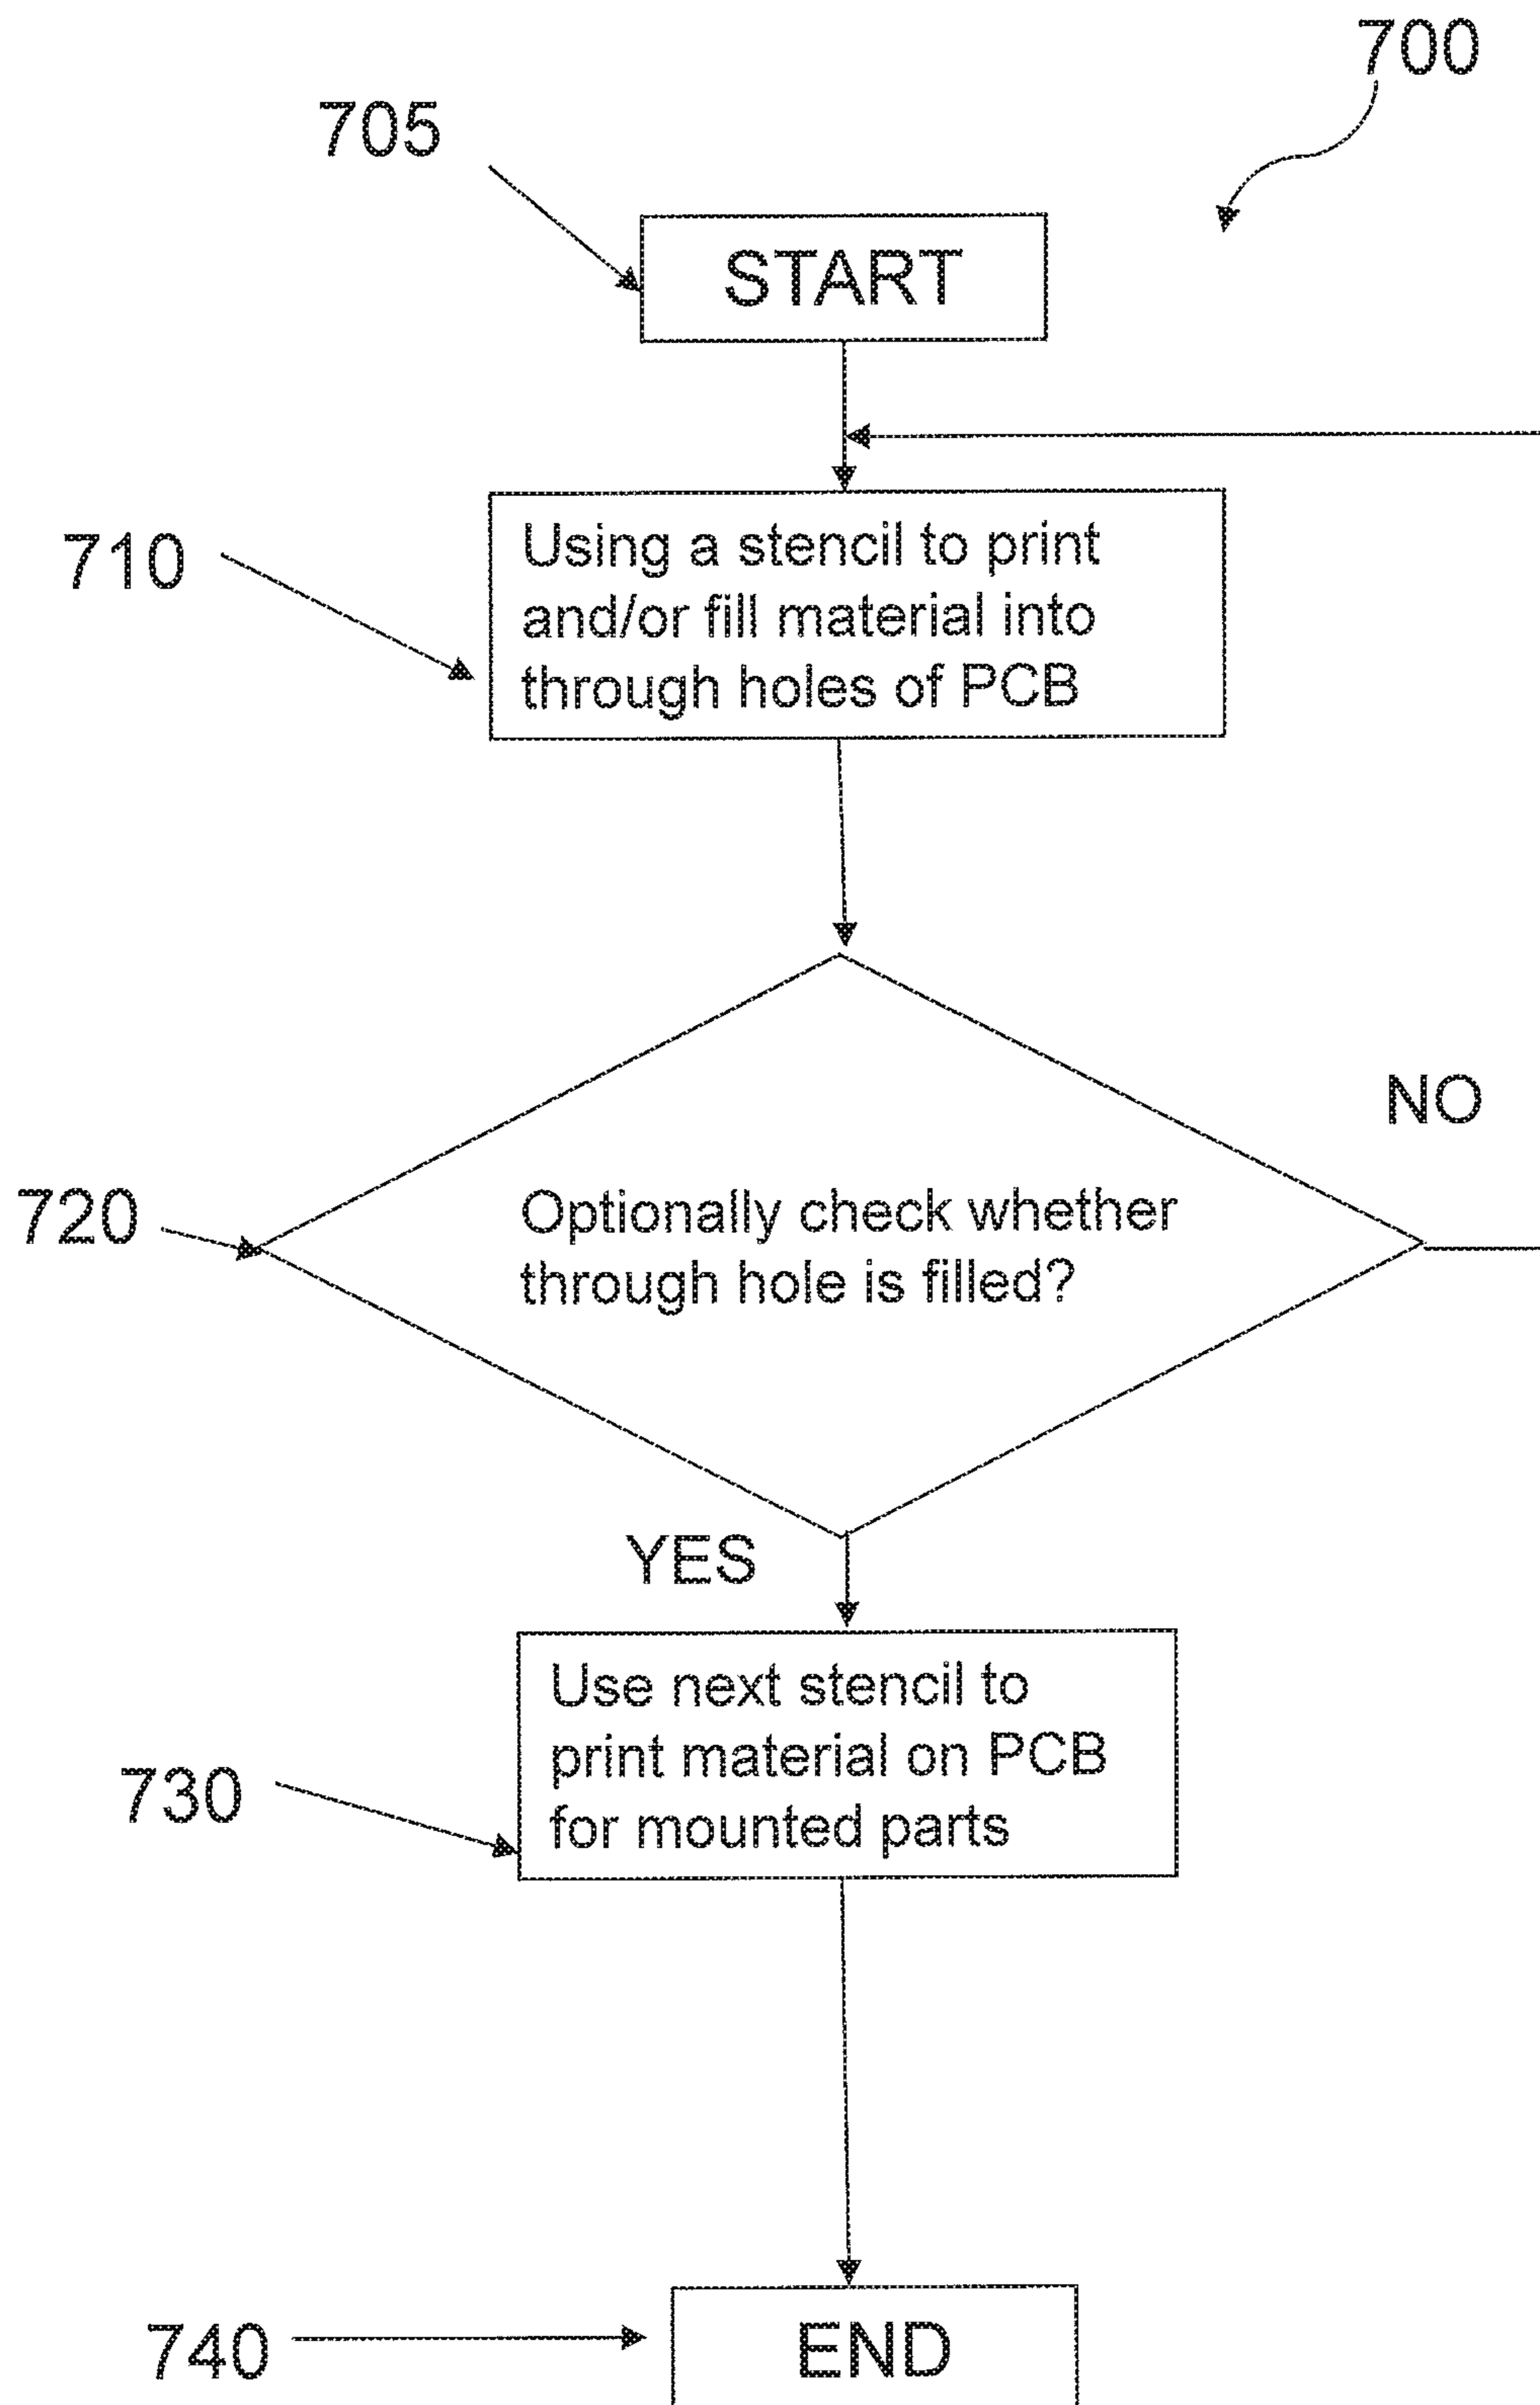 700
705
START
710
Using a stencil to print
and/or fill material into
through holes of PCB
NO
720
Optionally check whether
through hole is filled?
YES
Use next stencil to
print material on PCB
for mounted parts
730
740
END